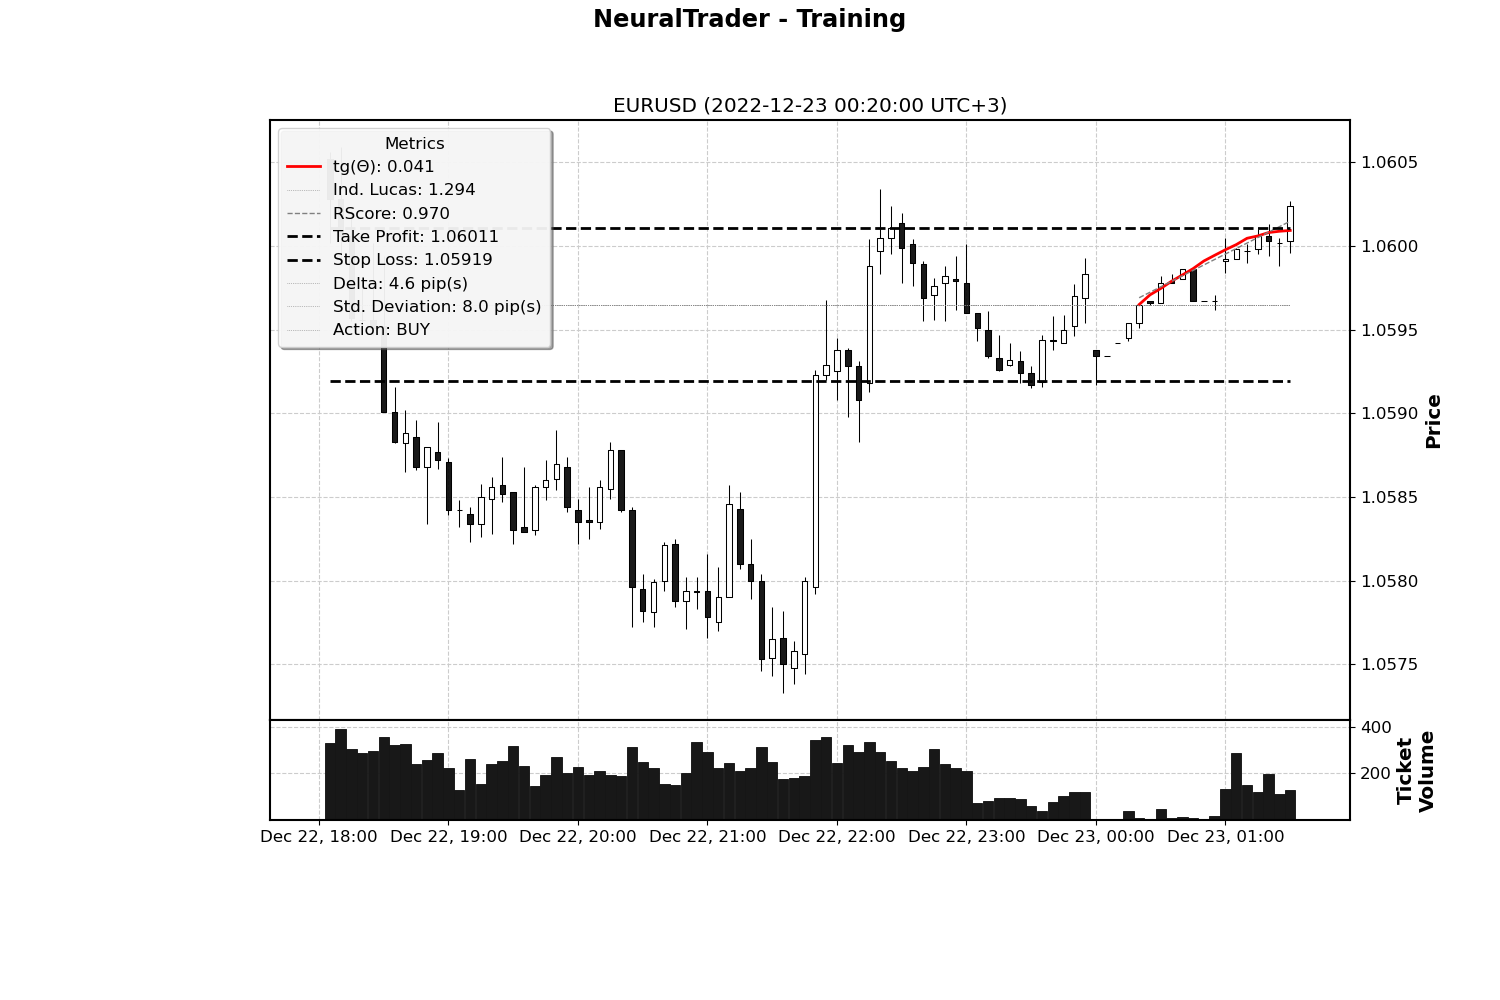 NeuralTrader - Training
EURUSD (2022-12-23 00:20:00 UTC+3)
Metrics
tg(Θ): 0.041
Ind. Lucas: 1.294
RScore: 0.970
Take Profit: 1.06011
Stop Loss: 1.05919
Delta: 4.6 pip(s)
Std. Deviation: 8.0 pip(s)
Action: BUY
1.0605
1.0600
1.0595
1.0590
1.0585
1.0580
1.0575
Price
400
200
Ticket
Volume
Dec 22, 18:00 Dec 22, 19:00 Dec 22, 20:00 Dec 22, 21:00 Dec 22, 22:00 Dec 22, 23:00 Dec 23, 00:00 Dec 23, 01:00